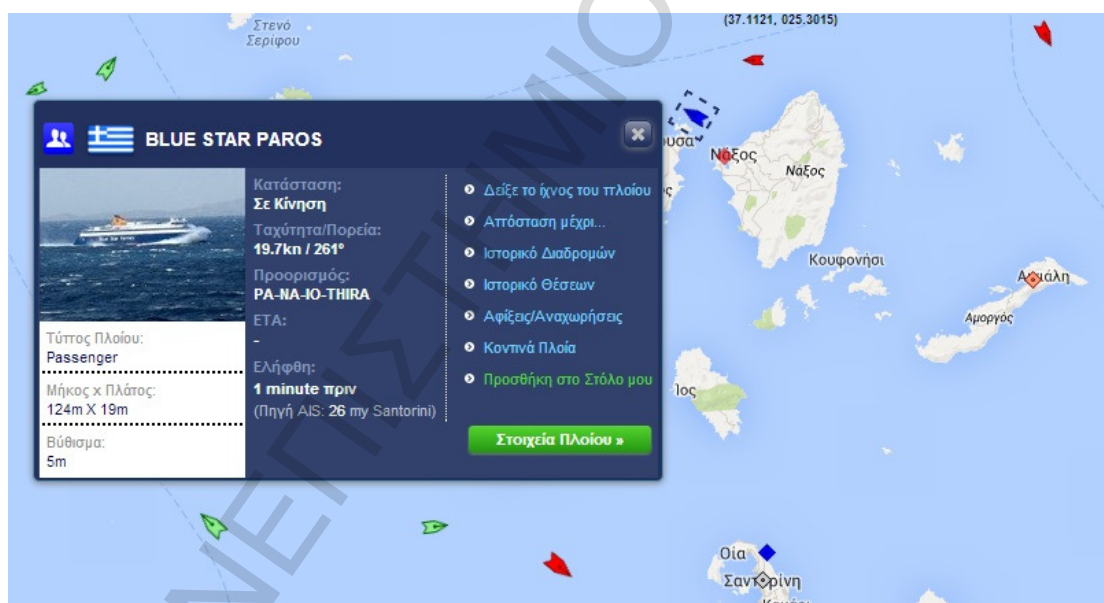 Στενό
Σερίφου
(37.1121, 025.3015)
BLUE STAR PAROS
Κατάσταση:
Σε Κίνηση
Ταχύτητα/Πορεία:
19.7kn / 261°
Προορισμός:
PA-NA-IO-THIRA
ETA:
-
Ελήφθη:
1 minute πριν
(Πηγή AIS: 26 my Santorini)
Τύπος Πλοίου:
Passenger
Μήκος x Πλάτος:
124m X 19m
Βύθισμα:
5m
Δείξε το ίχνος του πλοίου
Απόσταση μέχρι...
Ιστορικό Διαδρομών
Ιστορικό Θέσεων
Αφίξεις/Αναχωρήσεις
Κοντινά Πλοία
Προσθήκη στο Στόλο μου
Στοιχεία Πλοίου »
Νάξος
Νάξος
Κουφονήσι
Αμοργός
Ίος
Οία
Σαντορίνη